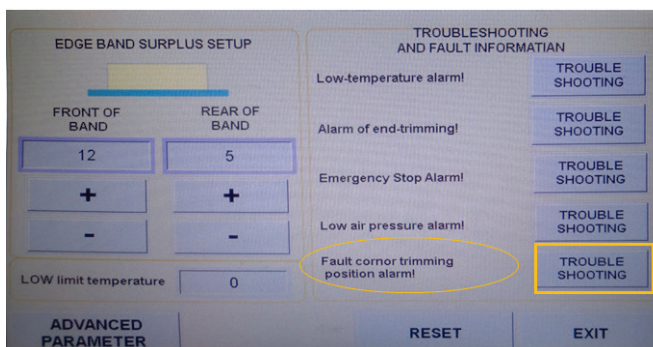 EDGE BAND SURPLUS SETUP
FRONT OF
BAND
REAR OF
BAND
12
5
+
+
-
-
LOW limit temperature
0
TROUBLESHOOTING
AND FAULT INFORMATIAN
Low-temperature alarm!
TROUBLE
SHOOTING
Alarm of end-trimming!
TROUBLE
SHOOTING
Emergency Stop Alarm!
TROUBLE
SHOOTING
Low air pressure alarm!
TROUBLE
SHOOTING
Fault cornor trimming
position alarm!
TROUBLE
SHOOTING
ADVANCED
PARAMETER
RESET
EXIT